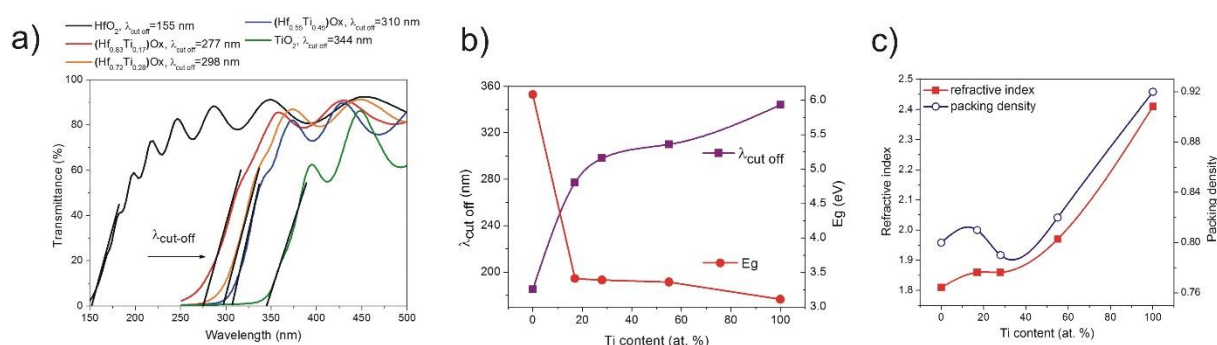 a)
HfO2, λcut off=155 nm
(Hf0.83Ti0.17)Ox, λcut off=277 nm
(Hf0.72Ti0.28)Ox, λcut off=298 nm
(Hf0.55Ti0.45)Ox, λcut off=310 nm
TiO2, λcut off=344 nm
Transmittance (%)
100
80
60
40
20
0
λcut-off
150 200 250 300 350 400 450 500
Wavelength (nm)
b)
λcut off (nm)
360
320
280
240
200
λcut off
Eg
6.0
5.5
5.0
4.5
4.0
3.5
3.0
Eg (eV)
0 20 40 60 80 100
Ti content (at. %)
c)
Refractive index
2.5
2.4
2.3
2.2
2.1
2.0
1.9
1.8
refractive index
packing density
0.92
0.88
0.84
0.80
0.76
Packing density
0 20 40 60 80 100
Ti content (at. %)